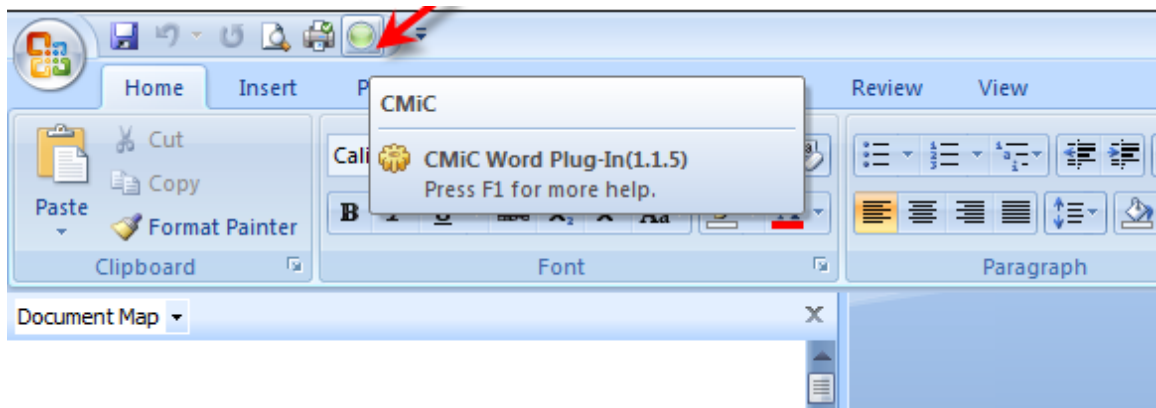 Home Insert P Review View
CMiC
Cut
Cali
CMiC Word Plug-In(1.1.5)
Copy
Press F1 for more help.
Paste
Format Painter
B
Clipboard Font Paragraph
Document Map